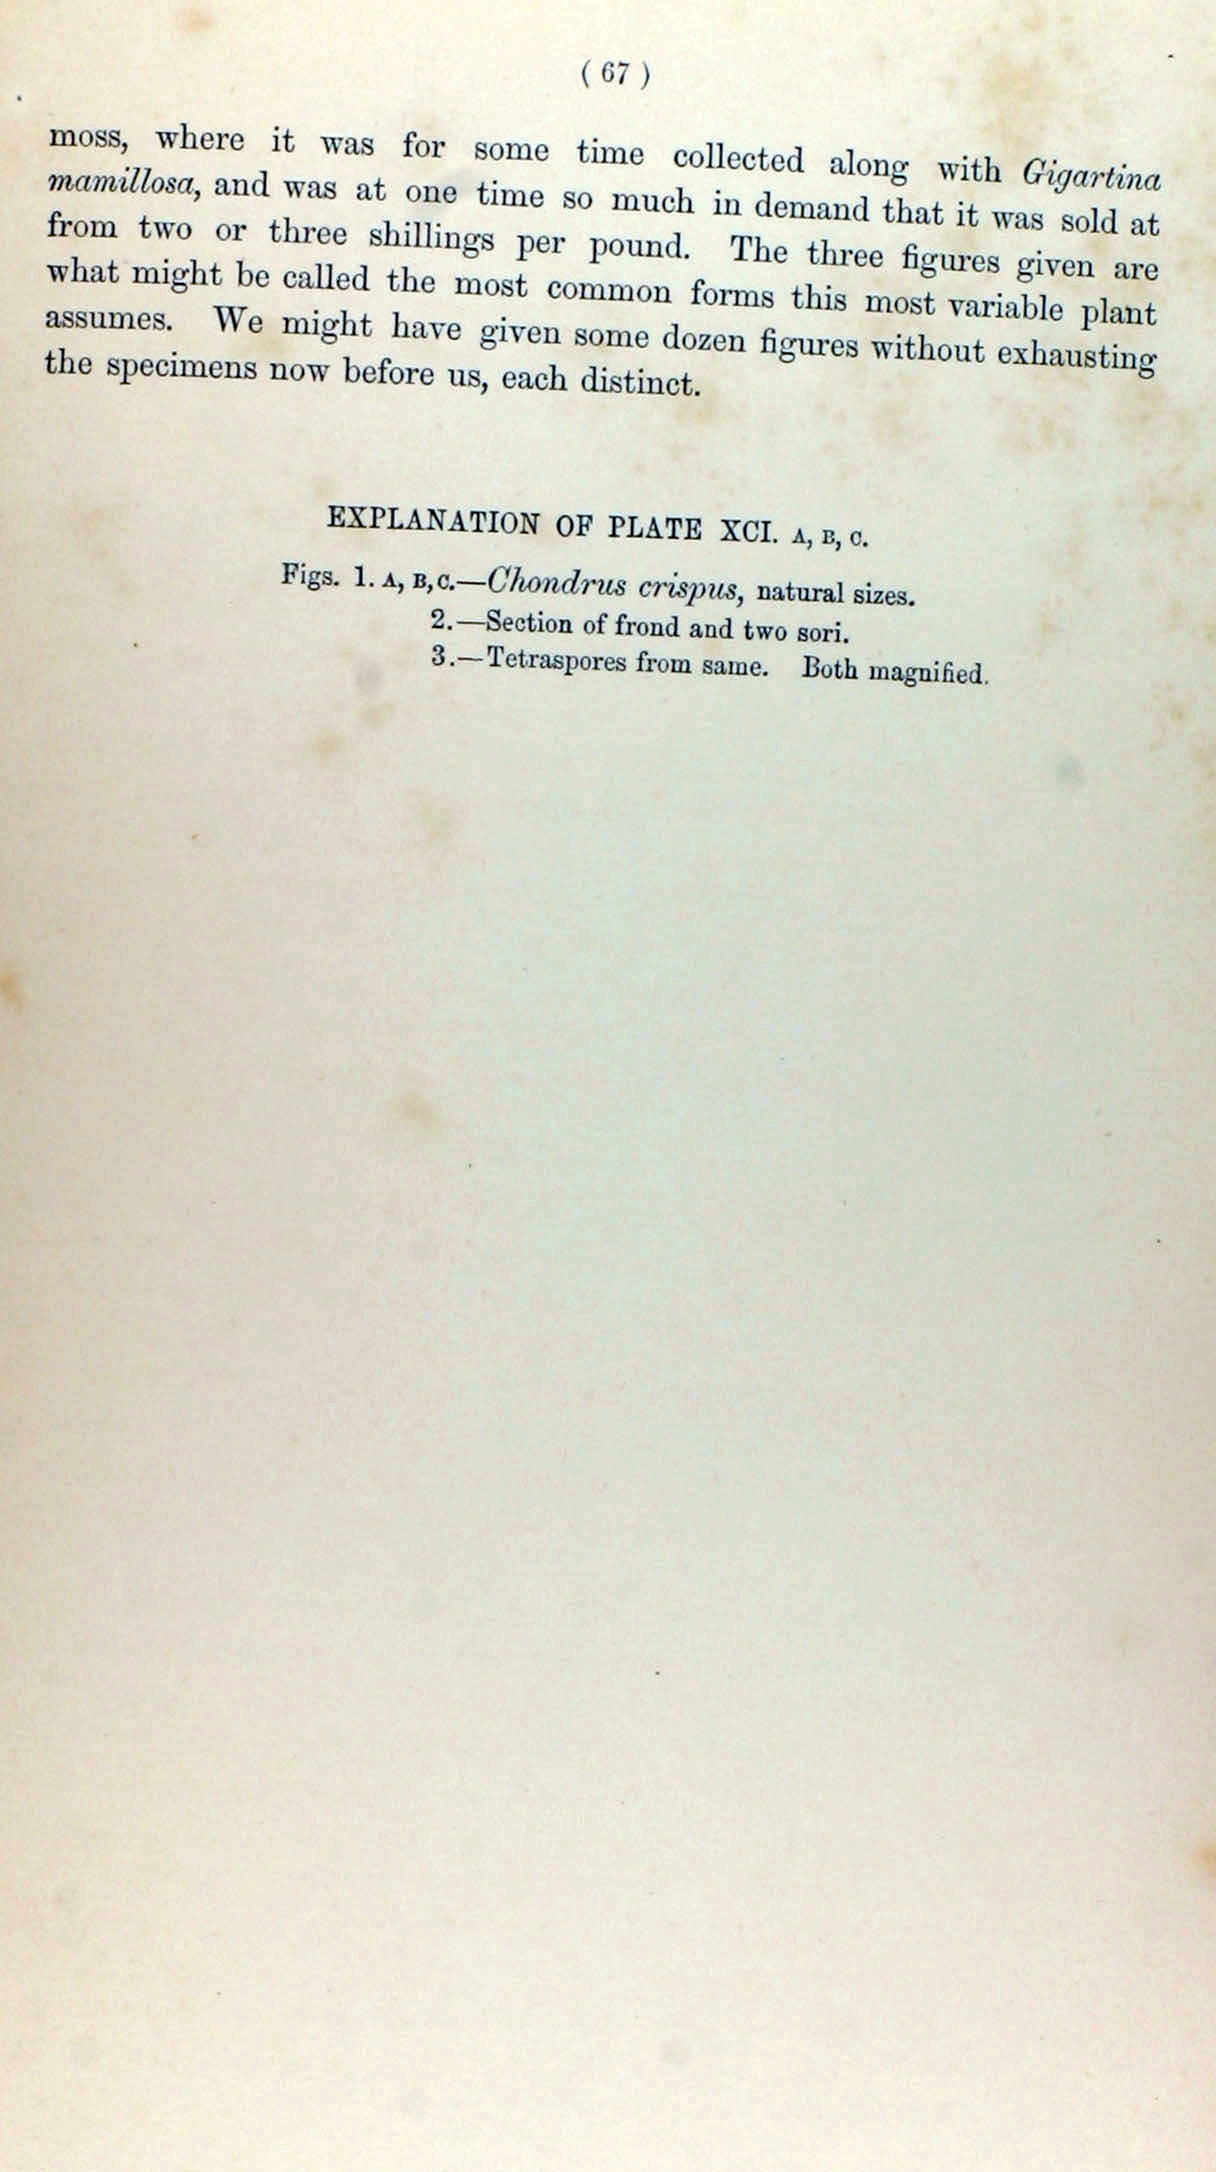 ( 67 )
moss, where it was for some time collected along with Gigartina
mamillosa, and was at one time so much in demand that it was sold at
from two or three shillings per pound. The three figures given are
what might be called the most common forms this most variable plant
assumes. We might have given some dozen figures without exhausting
the specimens now before us, each distinct.
EXPLANATION OF PLATE XCI. A, B, C.
Figs. 1. A, B, C.—Chondrus crispus, natural sizes.
2.—Section of frond and two sori.
3.—Tetraspores from same. Both magnified.